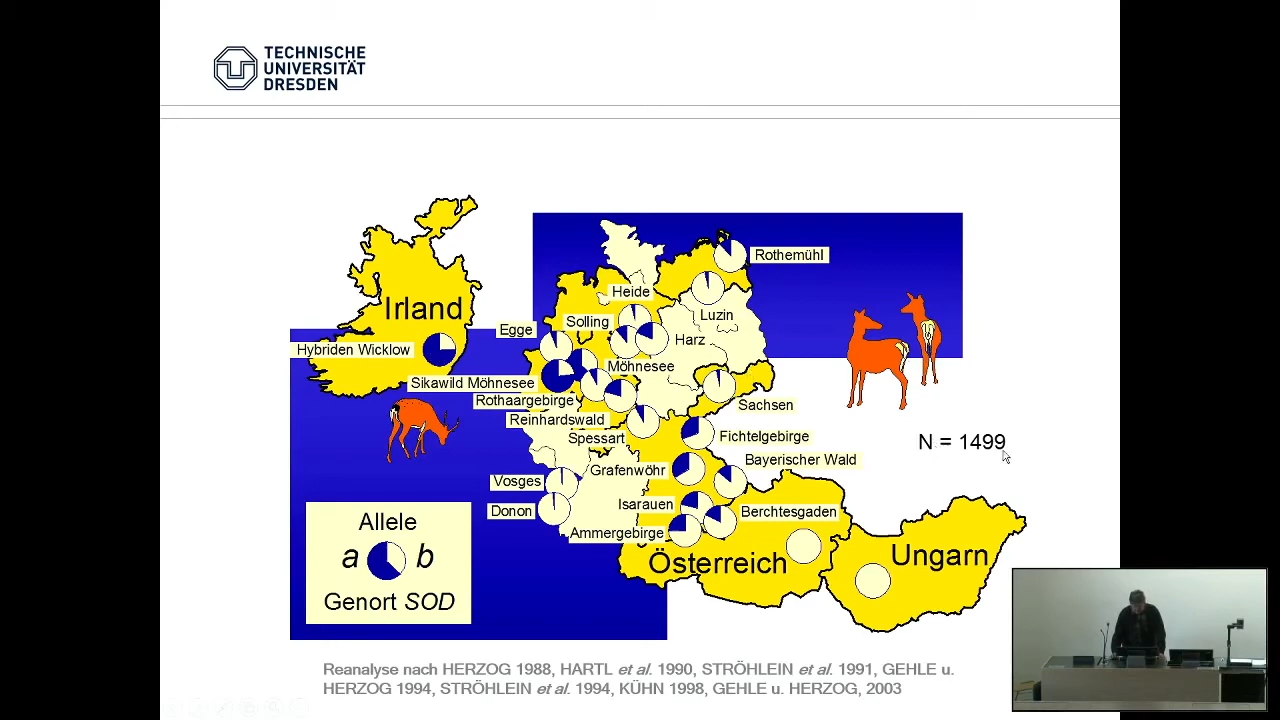 TECHNISCHE
UNIVERSITÄT
DRESDEN
Rothemühl
Heide
Luzin
Irland
Solling
Egge
Harz
Hybriden Wicklow
Möhnesee
Sikawild Möhnesee
Rothaargebirge
Sachsen
Reinhardswald
Spessart
Fichtelgebirge
N = 1499
Bayerischer Wald
Grafenwöhr
Vosges
Isarauen
Donon
Berchtesgaden
Ammergebirge
Österreich
Ungarn
Allele
a b
Genort SOD
Reanalyse nach HERZOG 1988, HARTL et al. 1990, STRÖHLEIN et al. 1991, GEHLE u.
HERZOG 1994, STRÖHLEIN et al. 1994, KÜHN 1998, GEHLE u. HERZOG, 2003